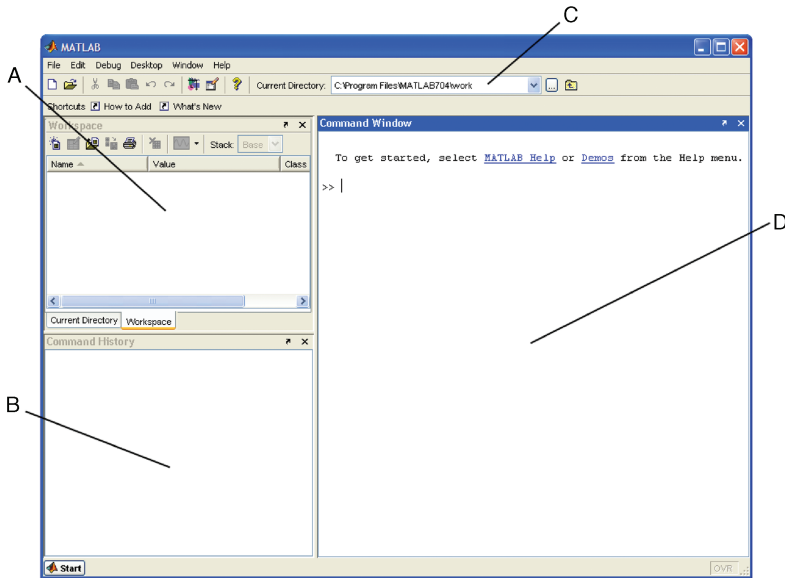 C
MATLAB
File Edit Debug Desktop Window Help
A
Current Directory: C:\Program Files\MATLAB704\work
Shortcuts How to Add What's New
Workspace
Stack: Base
Name Value Class
Current Directory Workspace
Command Window
To get started, select MATLAB Help or Demos from the Help menu.
>>
D
Command History
B
Start
OVR